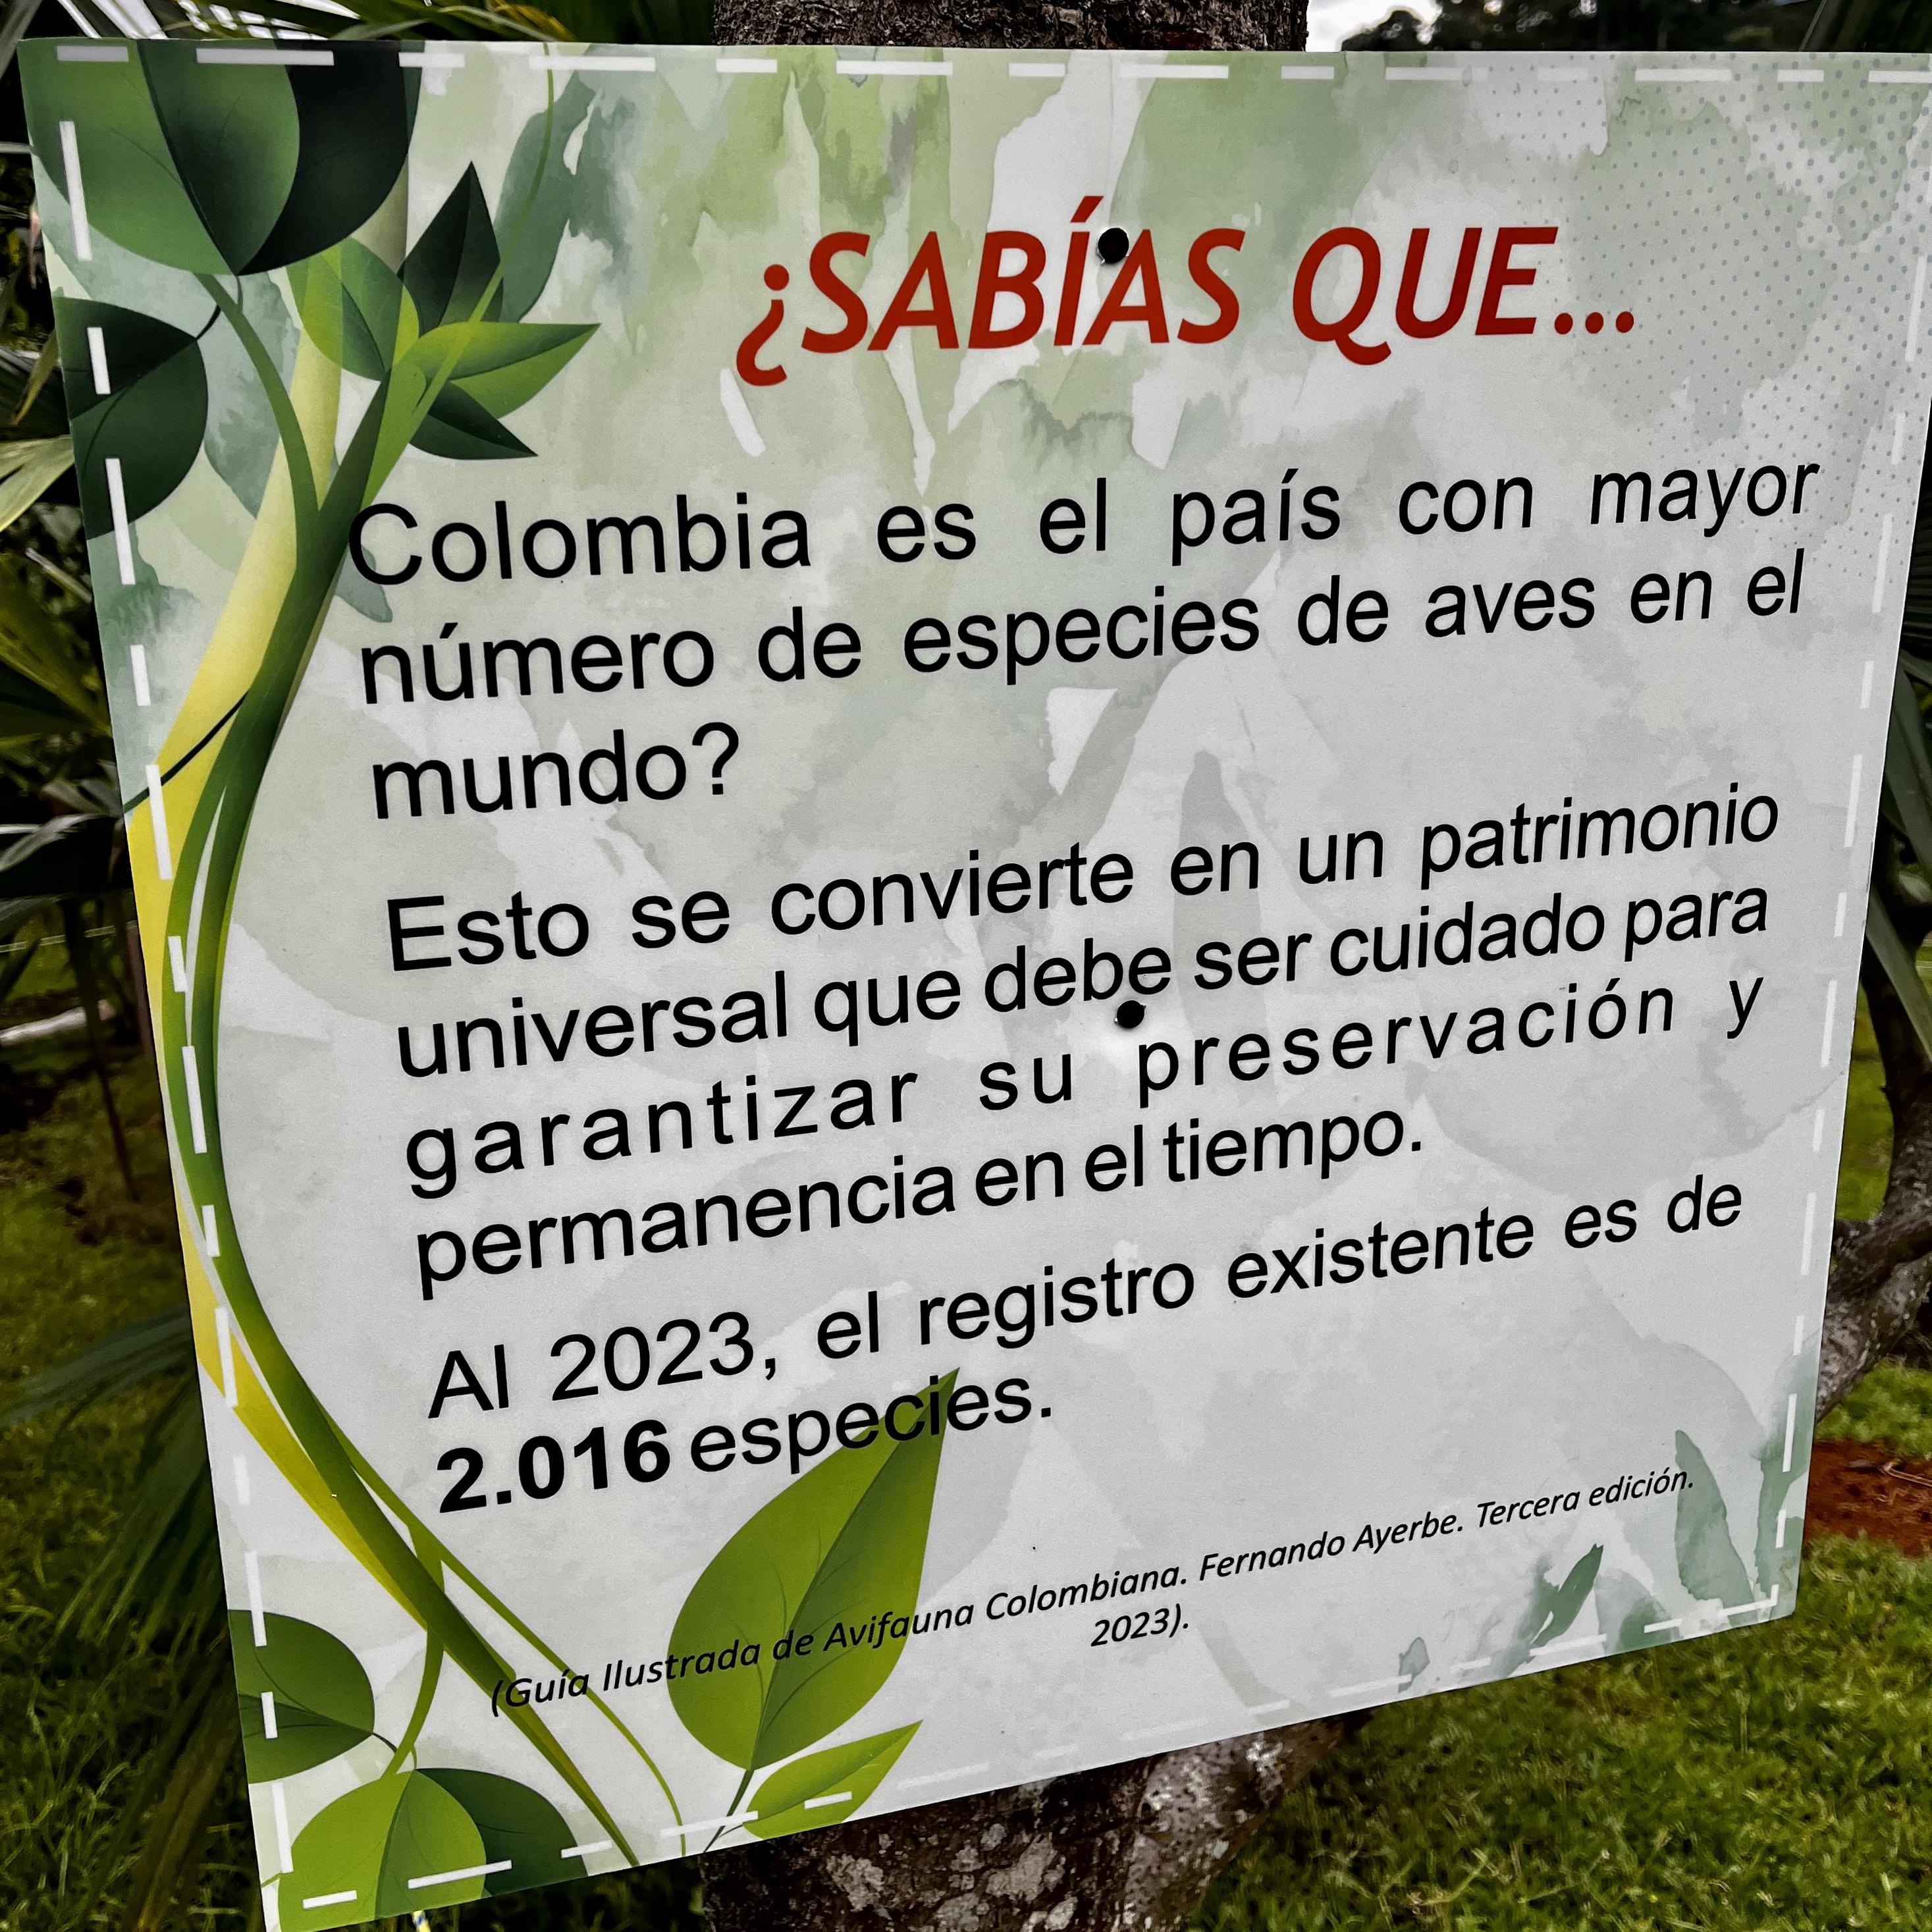 ¿SABÍAS QUE...
Colombia es el país con mayor
número de especies de aves en el
mundo?
Esto se convierte en un patrimonio
universal que debe ser cuidado para
garantizar su preservación y
permanencia en el tiempo.
Al 2023, el registro existente es de
2.016 especies.
(Guía Ilustrada de Avifauna Colombiana. Fernando Ayerbe. Tercera edición.
2023).